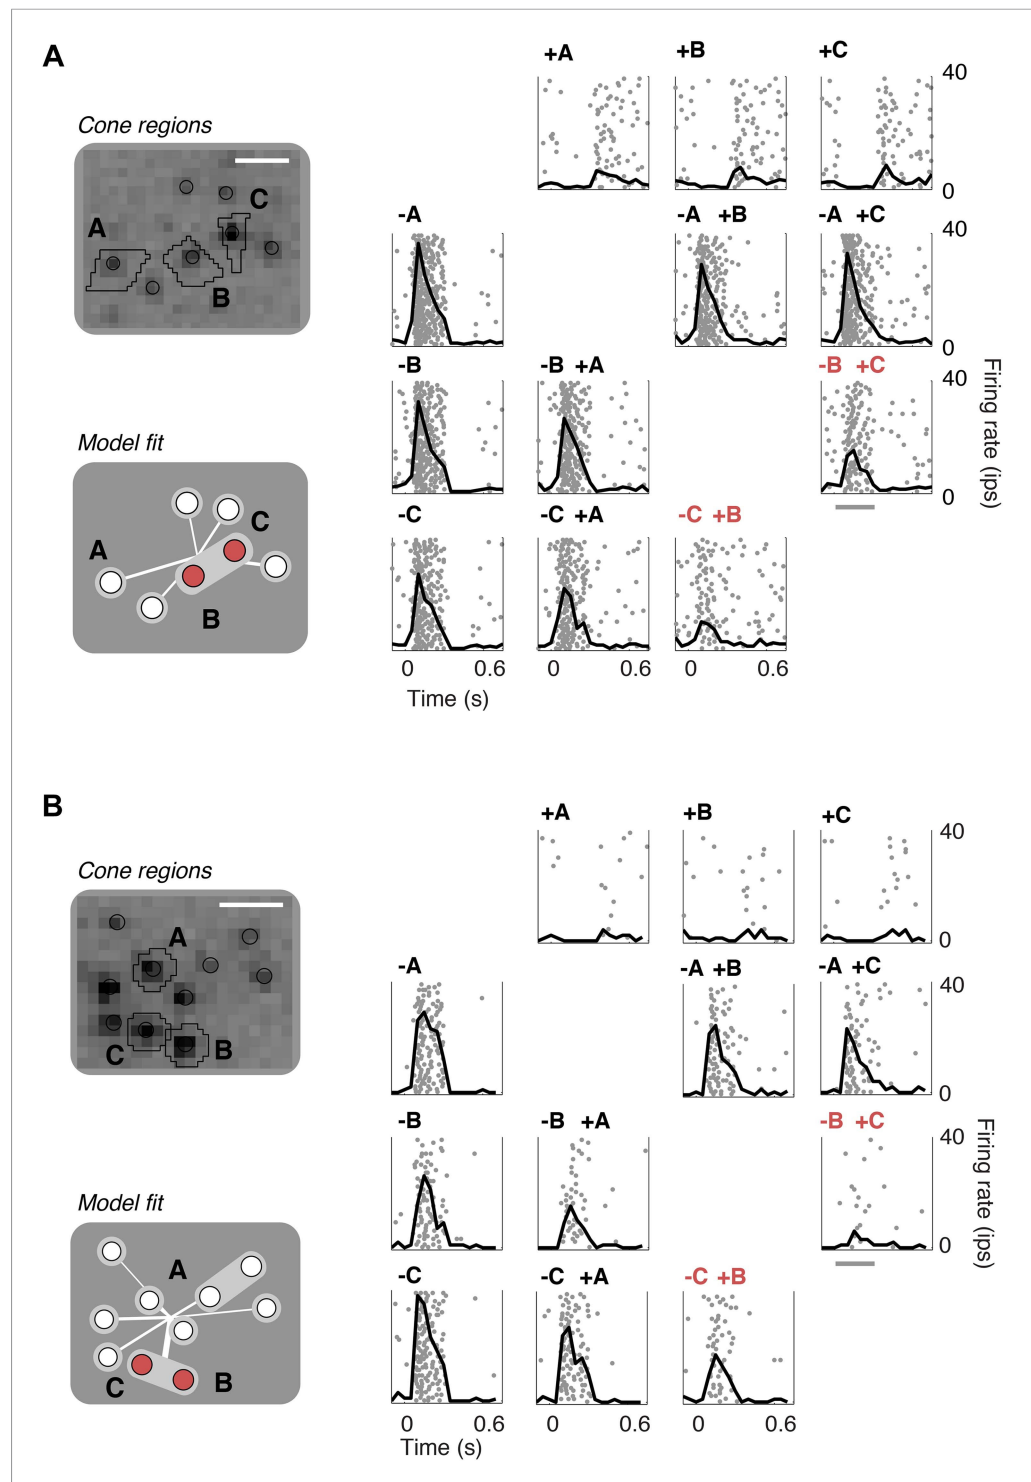 A
+A
+B
+C
40
0
Cone regions
A
C
B
-A
-A +B
-A +C
40
0
-B
-B +A
-B +C
40
0
Firing rate (ips)
Model fit
A
C
B
-C
-C +A
-C +B
0
0.6
0
0.6
0
0.6
Time (s)
B
+A
+B
+C
40
0
Cone regions
A
C
B
-A
-A +B
-A +C
40
0
-B
-B +A
-B +C
40
0
Firing rate (ips)
Model fit
A
C
B
-C
-C +A
-C +B
0
0.6
0
0.6
0
0.6
Time (s)